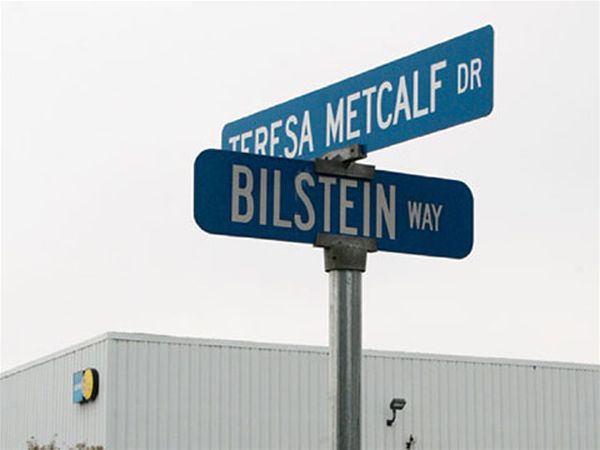 TERESA METCALF DR
BILSTEIN WAY